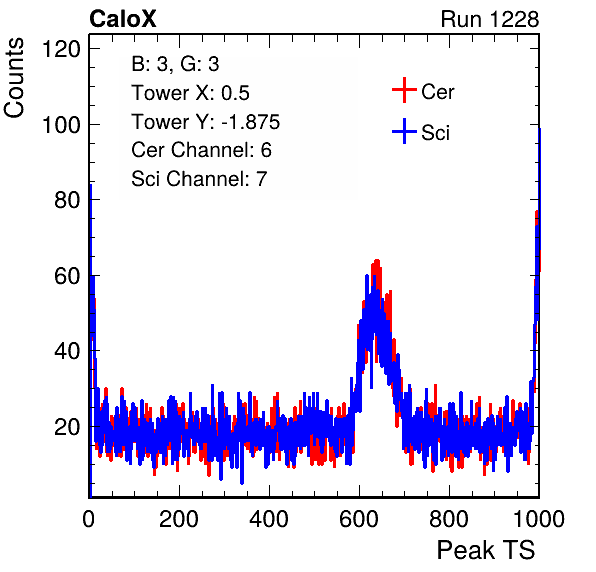 CaloX Run 1228
Counts
120
100
80
60
40
20
B: 3, G: 3
Tower X: 0.5
Tower Y: -1.875
Cer Channel: 6
Sci Channel: 7
Cer
Sci
0 200 400 600 800 1000
Peak TS